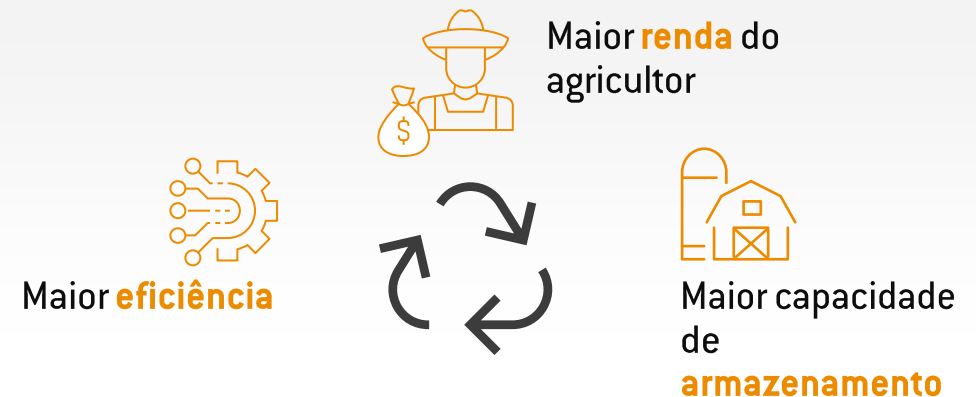 Maior renda do
agricultor
$
Maior eficiência
Maior capacidade
de
armazenamento